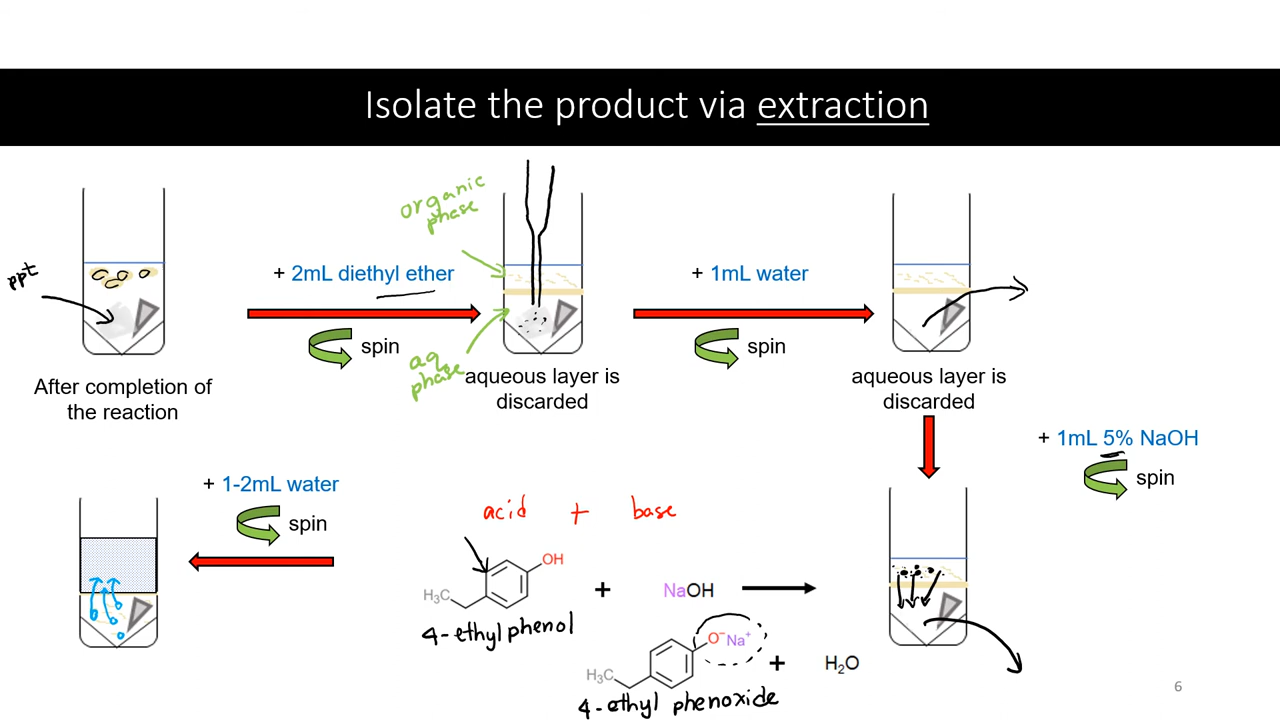 Isolate the product via extraction
ppt
After completion of
the reaction
+ 2mL diethyl ether
spin
organic
phase
aq
phase
aqueous layer is
discarded
+ 1mL water
spin
aqueous layer is
discarded
+ 1mL 5% NaOH
spin
+ 1-2mL water
spin
acid + base
OH
H₃C
+ NaOH
4-ethylphenol
O⁻Na⁺
H₃C
+ H₂O
4-ethyl phenoxide
6